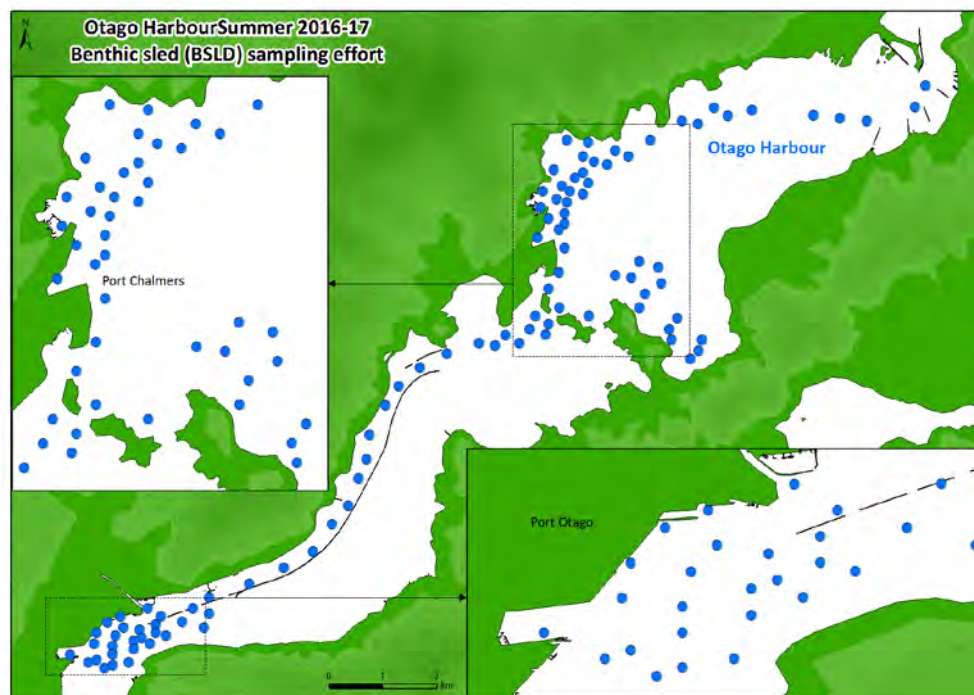 N
Otago HarbourSummer 2016-17
Benthic sled (BSLD) sampling effort
Otago Harbour
Port Chalmers
Port Otago
0 1 2
km